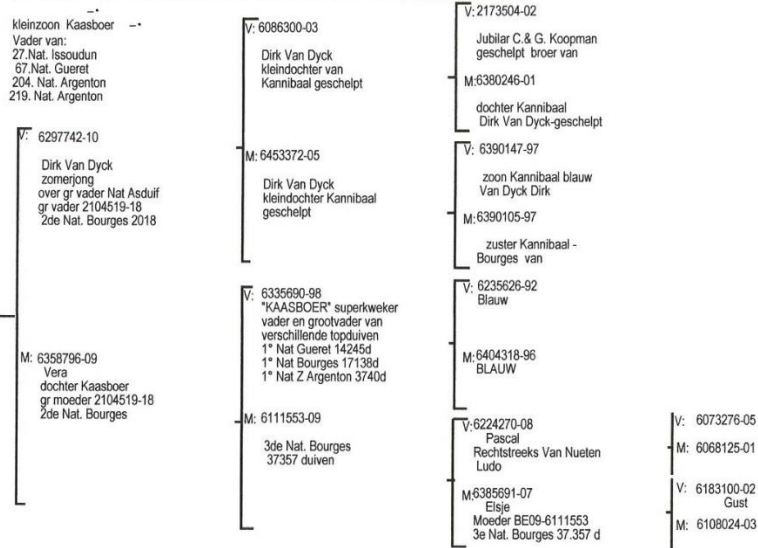 kleinzoon Kaasboer
Vader van:
27.Nat. Issoudun
67.Nat. Gueret
204. Nat. Argenton
219. Nat. Argenton
V: 6297742-10
Dirk Van Dyck
zomerjong
over gr vader Nat Asduif
gr vader 2104519-18
2de Nat. Bourges 2018
M: 6358796-09
Vera
dochter Kaasboer
gr moeder 2104519-18
2de Nat. Bourges
V: 6086300-03
Dirk Van Dyck
kleindochter van
Kannibaal geschelpt
M: 6453372-05
Dirk Van Dyck
kleindochter Kannibaal
geschelpt
V: 6335690-98
"KAASBOER" superkweker
vader en grootvader van
verschillende topduiven
1° Nat Gueret 14245d
1° Nat Bourges 17138d
1° Nat Z Argenton 3740d
M: 6111553-09
3de Nat. Bourges
37357 duiven
V: 2173504-02
Jubilar C.& G. Koopman
geschelpt broer van
M:6380246-01
dochter Kannibaal
Dirk Van Dyck-geschelpt
V: 6390147-97
zoon Kannibaal blauw
Van Dyck Dirk
M: 6390105-97
zuster Kannibaal -
Bourges van
V: 6235626-92
Blauw
M:6404318-96
BLAUW
V:6224270-08
Pascal
Rechtstreeks Van Nueten
Ludo
M:6385691-07
Elsje
Moeder BE09-6111553
3e Nat. Bourges 37.357 d
V: 6073276-05
M: 6068125-01
V: 6183100-02
Gust
M: 6108024-03